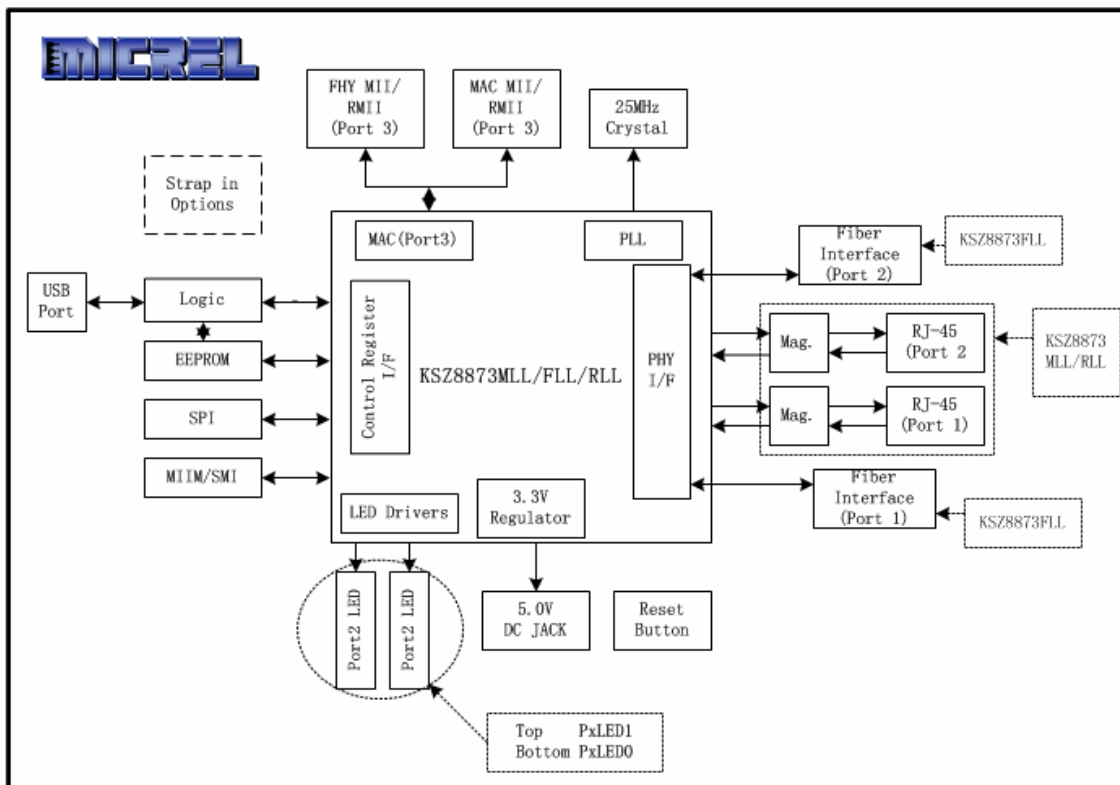 MICREL
FHY MII/
RMII
(Port 3)
MAC MII/
RMII
(Port 3)
25MHz
Crystal
Strap in
Options
MAC(Port3)
PLL
Fiber
Interface
(Port 2)
KSZ8873FLL
USB
Port
Logic
EEPROM
SPI
MIIM/SMI
Control Register
I/F
KSZ8873MLL/FLL/RLL
PHY
I/F
Mag.
RJ-45
(Port 2
KSZ8873
MLL/RLL
Mag.
RJ-45
(Port 1)
Fiber
Interface
(Port 1)
KSZ8873FLL
LED Drivers
3.3V
Regulator
Port2 LED
Port2 LED
5.0V
DC JACK
Reset
Button
Top PxLED1
Bottom PxLED0